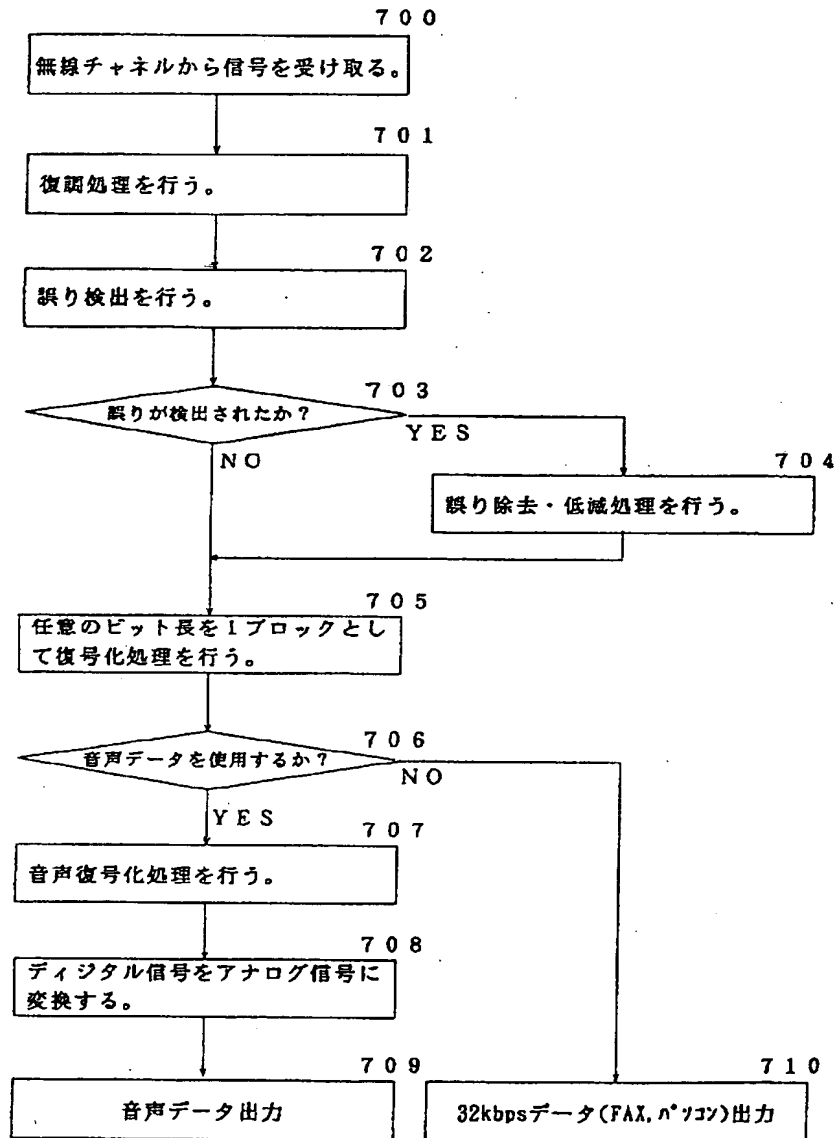 700
無線チャネルから信号を受け取る。
701
復調処理を行う。
702
誤り検出を行う。
703
誤りが検出されたか?
YES
NO
704
誤り除去・低減処理を行う。
705
任意のビット長を1ブロックとし
て復号化処理を行う。
706
音声データを使用するか?
NO
YES
707
音声復号化処理を行う。
708
ディジタル信号をアナログ信号に
変換する。
709
音声データ出力
710
32kbpsデータ(FAX,パソコン)出力